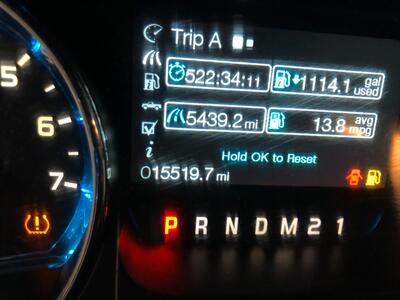 Trip A
522:34:11 1114.1 gal used
5439.2 mi 13.8 avg mpg
Hold OK to Reset
015519.7 mi
P R N D M 2 1
5
6
7